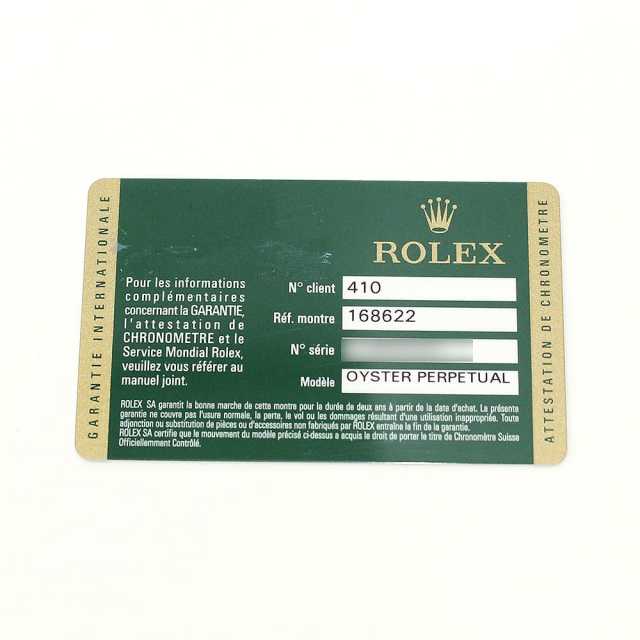 GARANTIE INTERNATIONALE
ROLEX
Pour les informations
complémentaires
concernant la GARANTIE,
l'attestation de
CHRONOMETRE et le
Service Mondial Rolex,
veuillez vous référer au
manuel joint.
N° client 410
Réf. montre 168622
N° série
Modèle OYSTER PERPETUAL
ROLEX SA garantit la bonne marche de cette montre pour la durée de deux ans à partir de la date d'achat. La présente
garantie ne couvre pas l'usure normale, la perte, le vol ou les dommages résultant d'une utilisation inappropriée. Toute
adjonction ou substitution de pièces ou d'accessoires non fabriqués par ROLEX entraîne la fin de la garantie.
ROLEX SA certifie que le mouvement du modèle précisé ci-dessus a acquis le droit de porter le titre de Chronomètre Suisse
Officiellement Contrôlé.
ATTESTATION DE CHRONOMETRE